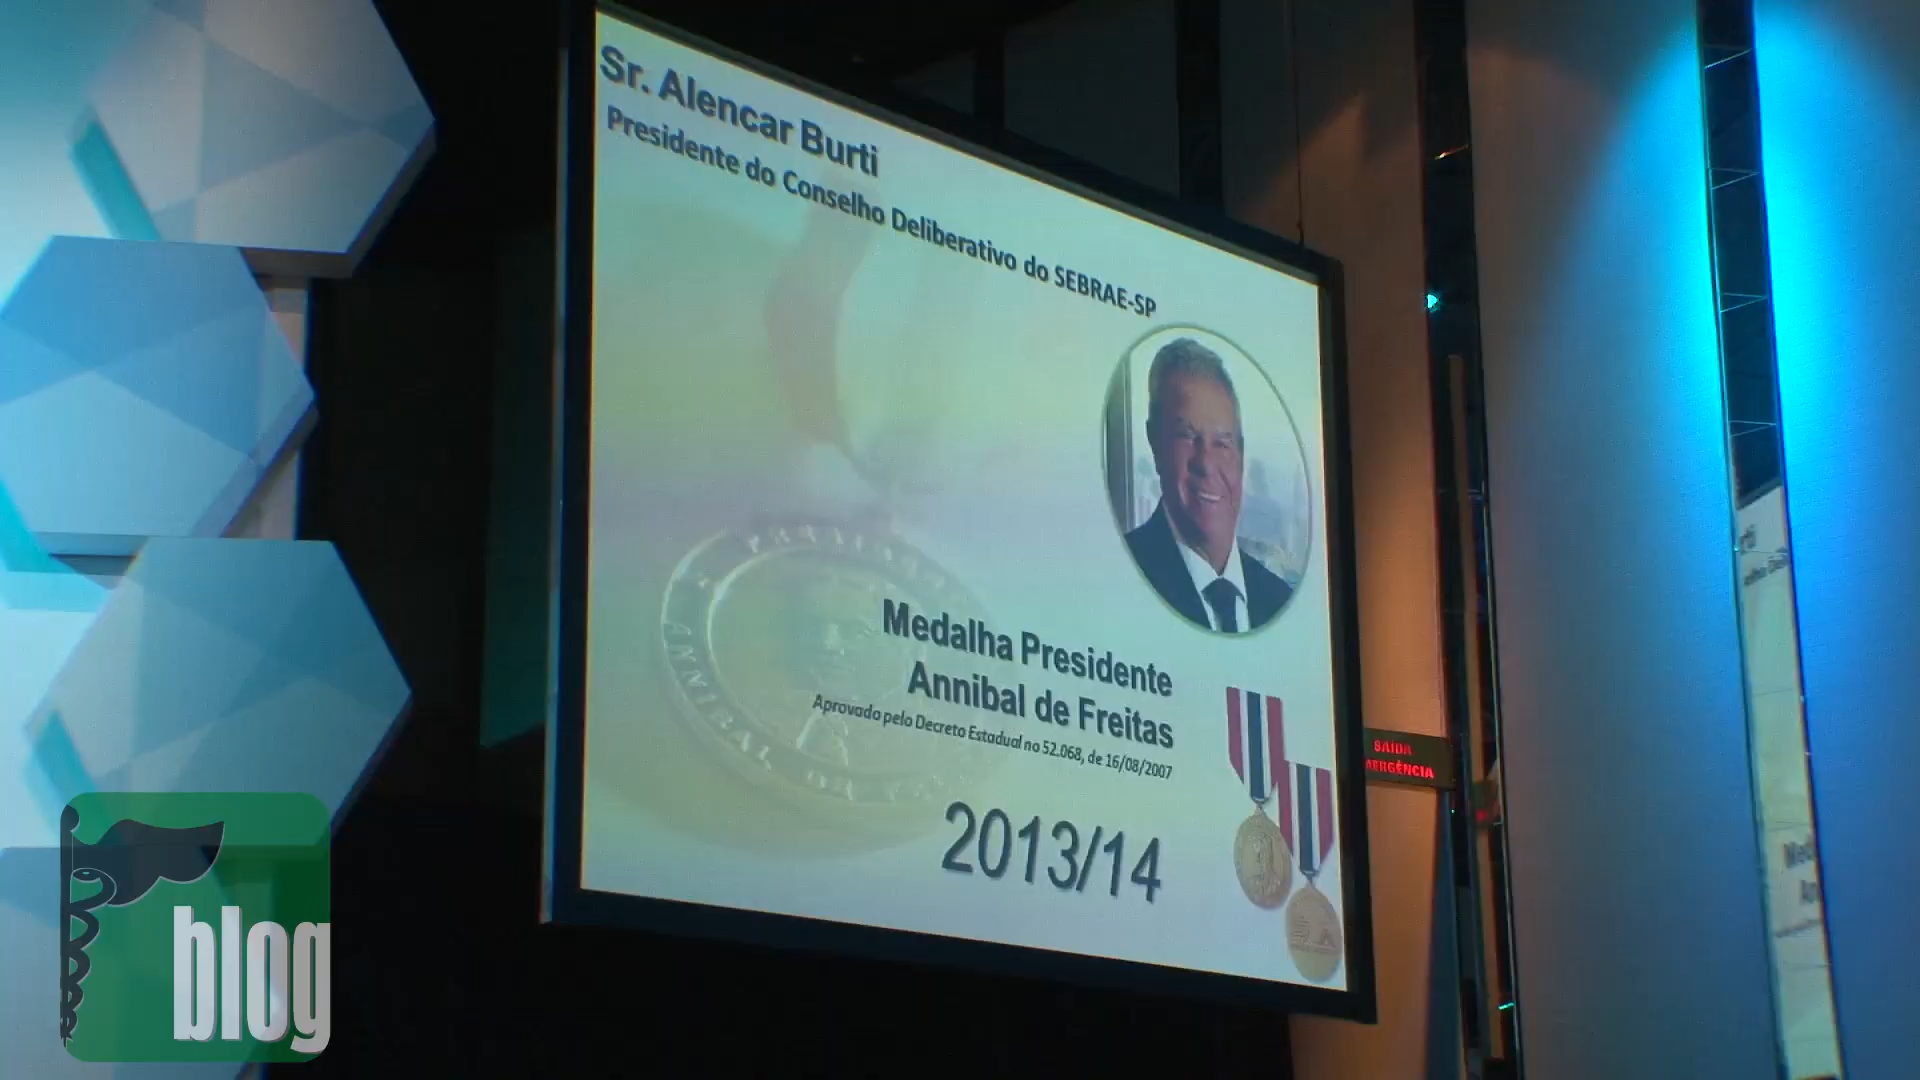 Sr. Alencar Burti
Presidente do Conselho Deliberativo do SEBRAE-SP
Medalha Presidente
Annibal de Freitas
Aprovado pelo Decreto Estadual no 52.068, de 16/08/2007
2013/14
SAÍDA
blog